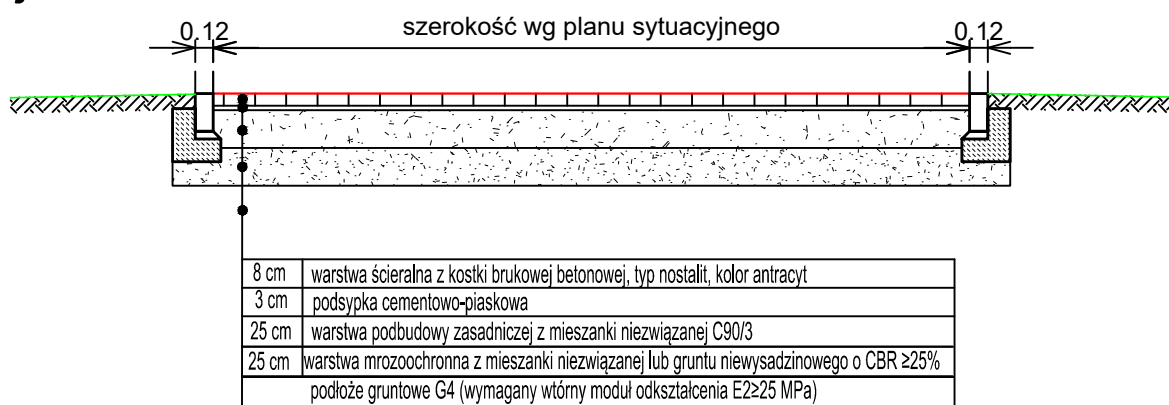 0,12 szerokość wg planu sytuacyjnego 0,12
8 cm warstwa ścieralna z kostki brukowej betonowej, typ nostalit, kolor antracyt
3 cm podsypka cementowo-piaskowa
25 cm warstwa podbudowy zasadniczej z mieszanki niezwiązanej C90/3
25 cm warstwa mrozoochronna z mieszanki niezwiązanej lub gruntu niewysadzinowego o CBR ≥25%
podłoże gruntowe G4 (wymagany wtórny moduł odkształcenia E2≥25 MPa)